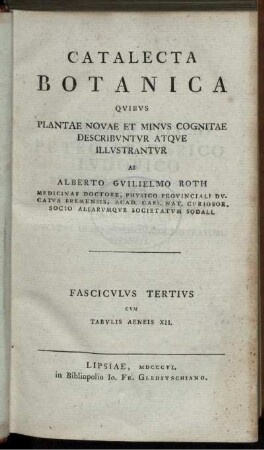 CATALECTA
BOTANICA
QVIBVS
PLANTAE NOVAE ET MINVS COGNITAE
DESCRIBVNTVR ATQVE
ILLVSTRANTVR
AB
ALBERTO GVILIELMO ROTH
MEDICINAE DOCTORE, PHYSICO PROVINCIALI DV-
CATVS BREMENSIS, ACAD. CAES. NAT. CVRIOSOR.
SOCIO ALIARVMQVE SOCIETATVM SODALI.
FASCICVLVS TERTIVS
CVM
TABVLIS AENEIS XII.
LIPSIAE, MDCCCVI.
in Bibliopolio Io. Fr. Gleditschiano.